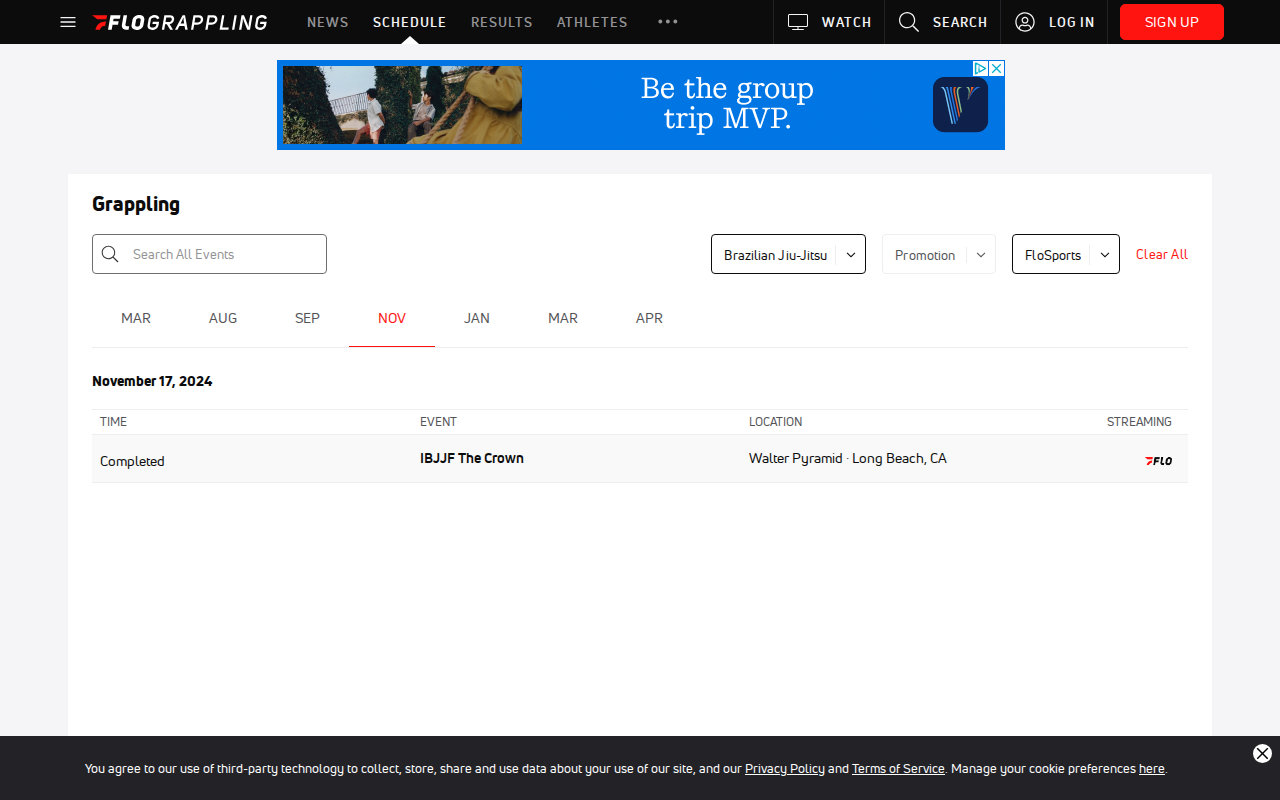 FLOGRAPPLING NEWS SCHEDULE RESULTS ATHLETES WATCH SEARCH LOG IN SIGN UP
Be the group
trip MVP.
Grappling
Search All Events Brazilian Jiu-Jitsu Promotion FloSports Clear All
MAR AUG SEP NOV JAN MAR APR
November 17, 2024
TIME EVENT LOCATION STREAMING
Completed IBJJF The Crown Walter Pyramid · Long Beach, CA FLO
You agree to our use of third-party technology to collect, store, share and use data about your use of our site, and our Privacy Policy and Terms of Service. Manage your cookie preferences here.